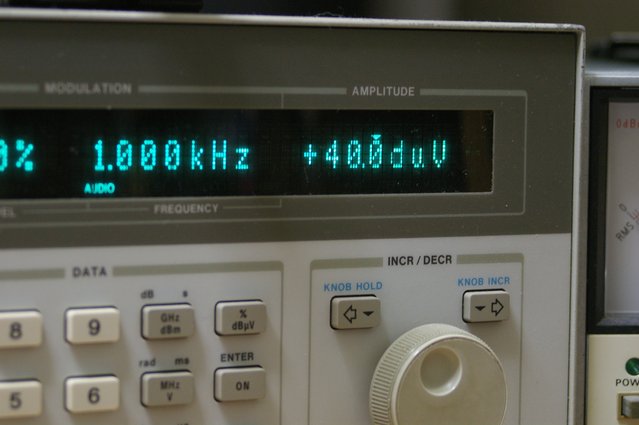 MODULATION AMPLITUDE
0% 1.000kHz +40.0duV
AUDIO
FREQUENCY
DATA
INCR / DECR
KNOB HOLD KNOB INCR
dB s
8 9 GHz dBm % dBµV
rad ms ENTER
5 6 MHz V ON
0
RMS
POW